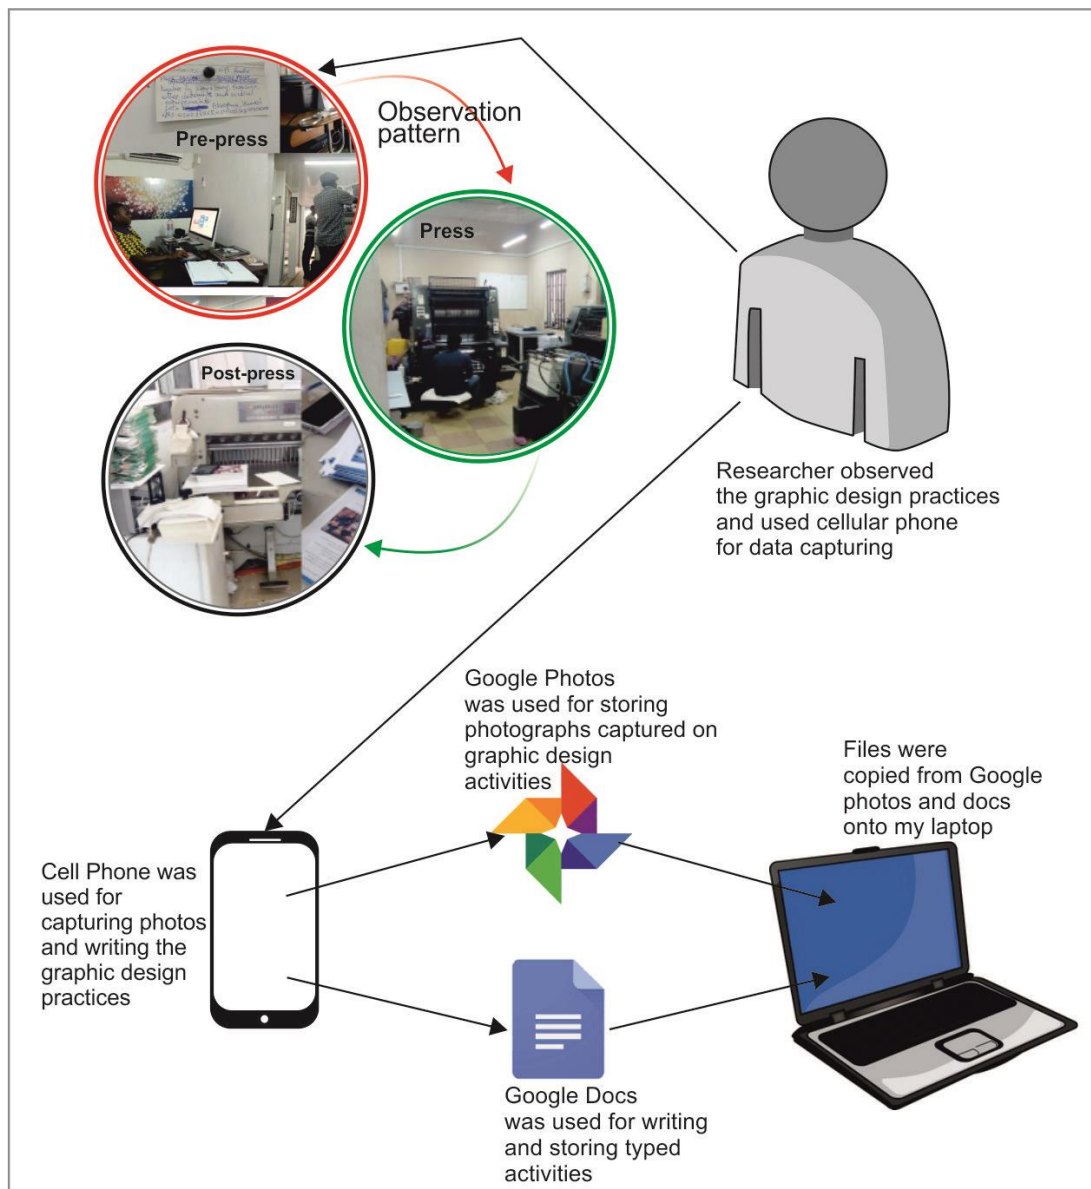 Pre-press
Observation
pattern
Press
Post-press
Researcher observed
the graphic design practices
and used cellular phone
for data capturing
Google Photos
was used for storing
photographs captured on
graphic design
activities
Files were
copied from Google
photos and docs
onto my laptop
Cell Phone was
used for
capturing photos
and writing the
graphic design
practices
Google Docs
was used for writing
and storing typed
activities